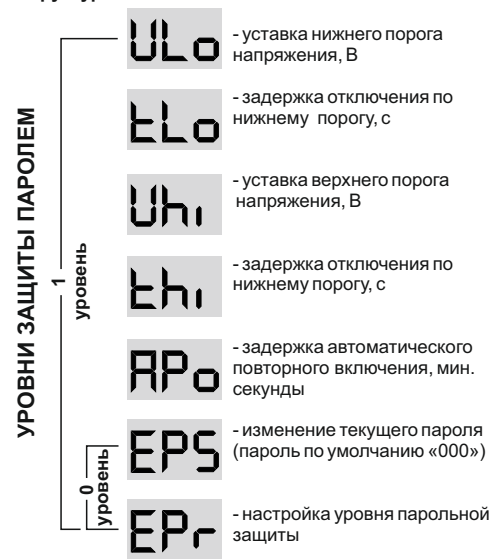 ULo - уставка нижнего порога
напряжения, В
tLo - задержка отключения по
нижнему порогу, с
Uhi - уставка верхнего порога
напряжения, В
thi - задержка отключения по
нижнему порогу, с
APo - задержка автоматического
повторного включения, мин.
секунды
EPS - изменение текущего пароля
(пароль по умолчанию «000»)
EPr - настройка уровня парольной
защиты
УРОВНИ ЗАЩИТЫ ПАРОЛЕМ
1
уровень
0
уровень